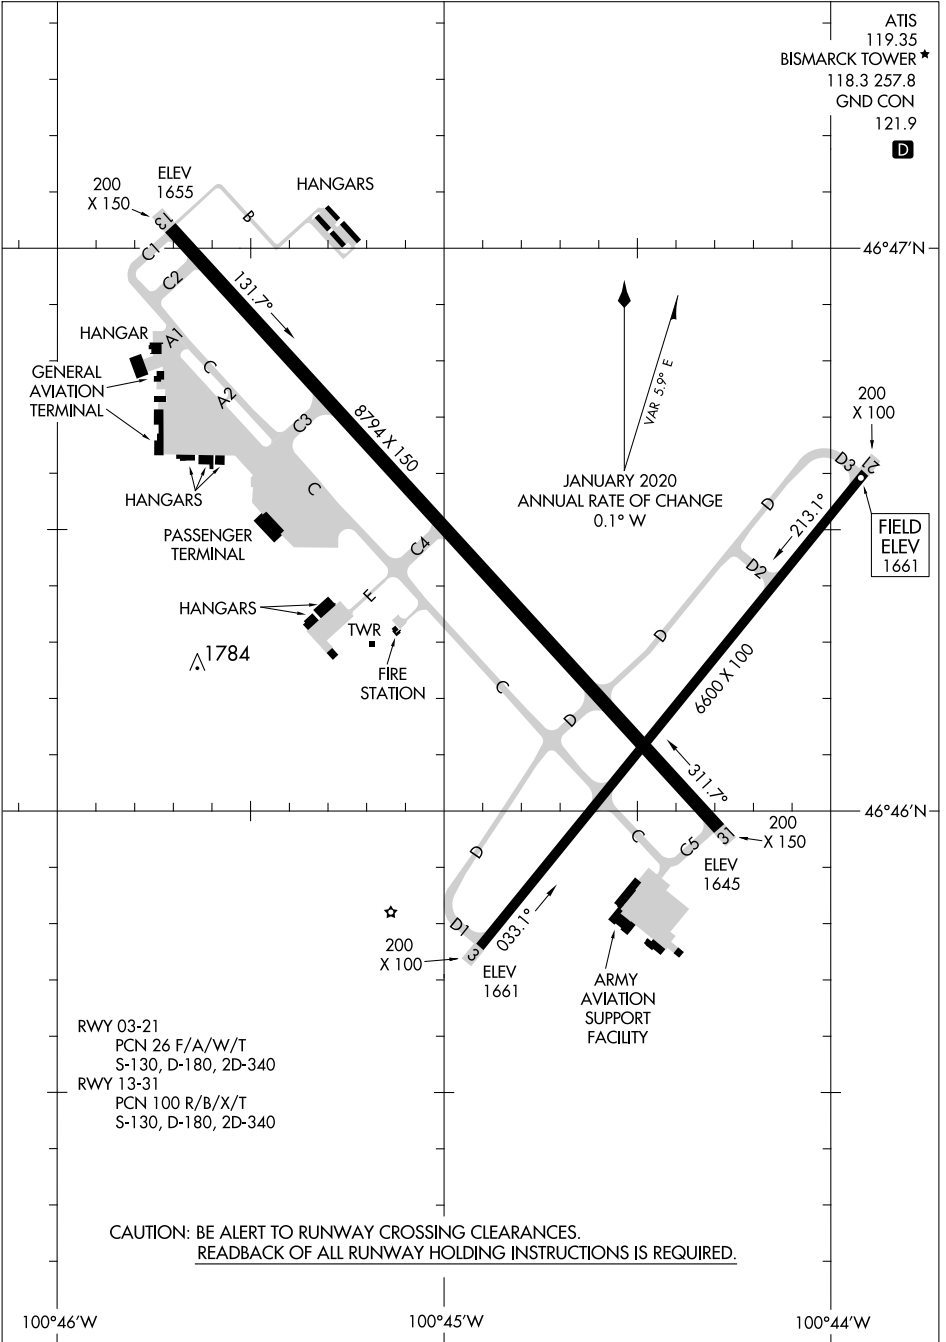 ATIS
119.35
BISMARCK TOWER
118.3 257.8
GND CON
121.9
D
ELEV
1655
200
X 150
HANGARS
13
B
C1
C2
46°47'N
131.7°
VAR 5.9° E
HANGAR
A1
GENERAL
AVIATION
TERMINAL
C
A2
C3
8794 X 150
200
X 100
JANUARY 2020
ANNUAL RATE OF CHANGE
0.1° W
D3
21
HANGARS
C
D
213.1°
FIELD
ELEV
1661
PASSENGER
TERMINAL
C4
D2
HANGARS
E
TWR
D
1784
FIRE
STATION
C
6600 X 100
D
311.7°
46°46'N
200
X 150
31
C
C5
ELEV
1645
D
D1
033.1°
200
X 100
3
ELEV
1661
ARMY
AVIATION
SUPPORT
FACILITY
RWY 03-21
PCN 26 F/A/W/T
S-130, D-180, 2D-340
RWY 13-31
PCN 100 R/B/X/T
S-130, D-180, 2D-340
CAUTION: BE ALERT TO RUNWAY CROSSING CLEARANCES.
READBACK OF ALL RUNWAY HOLDING INSTRUCTIONS IS REQUIRED.
100°46'W
100°45'W
100°44'W